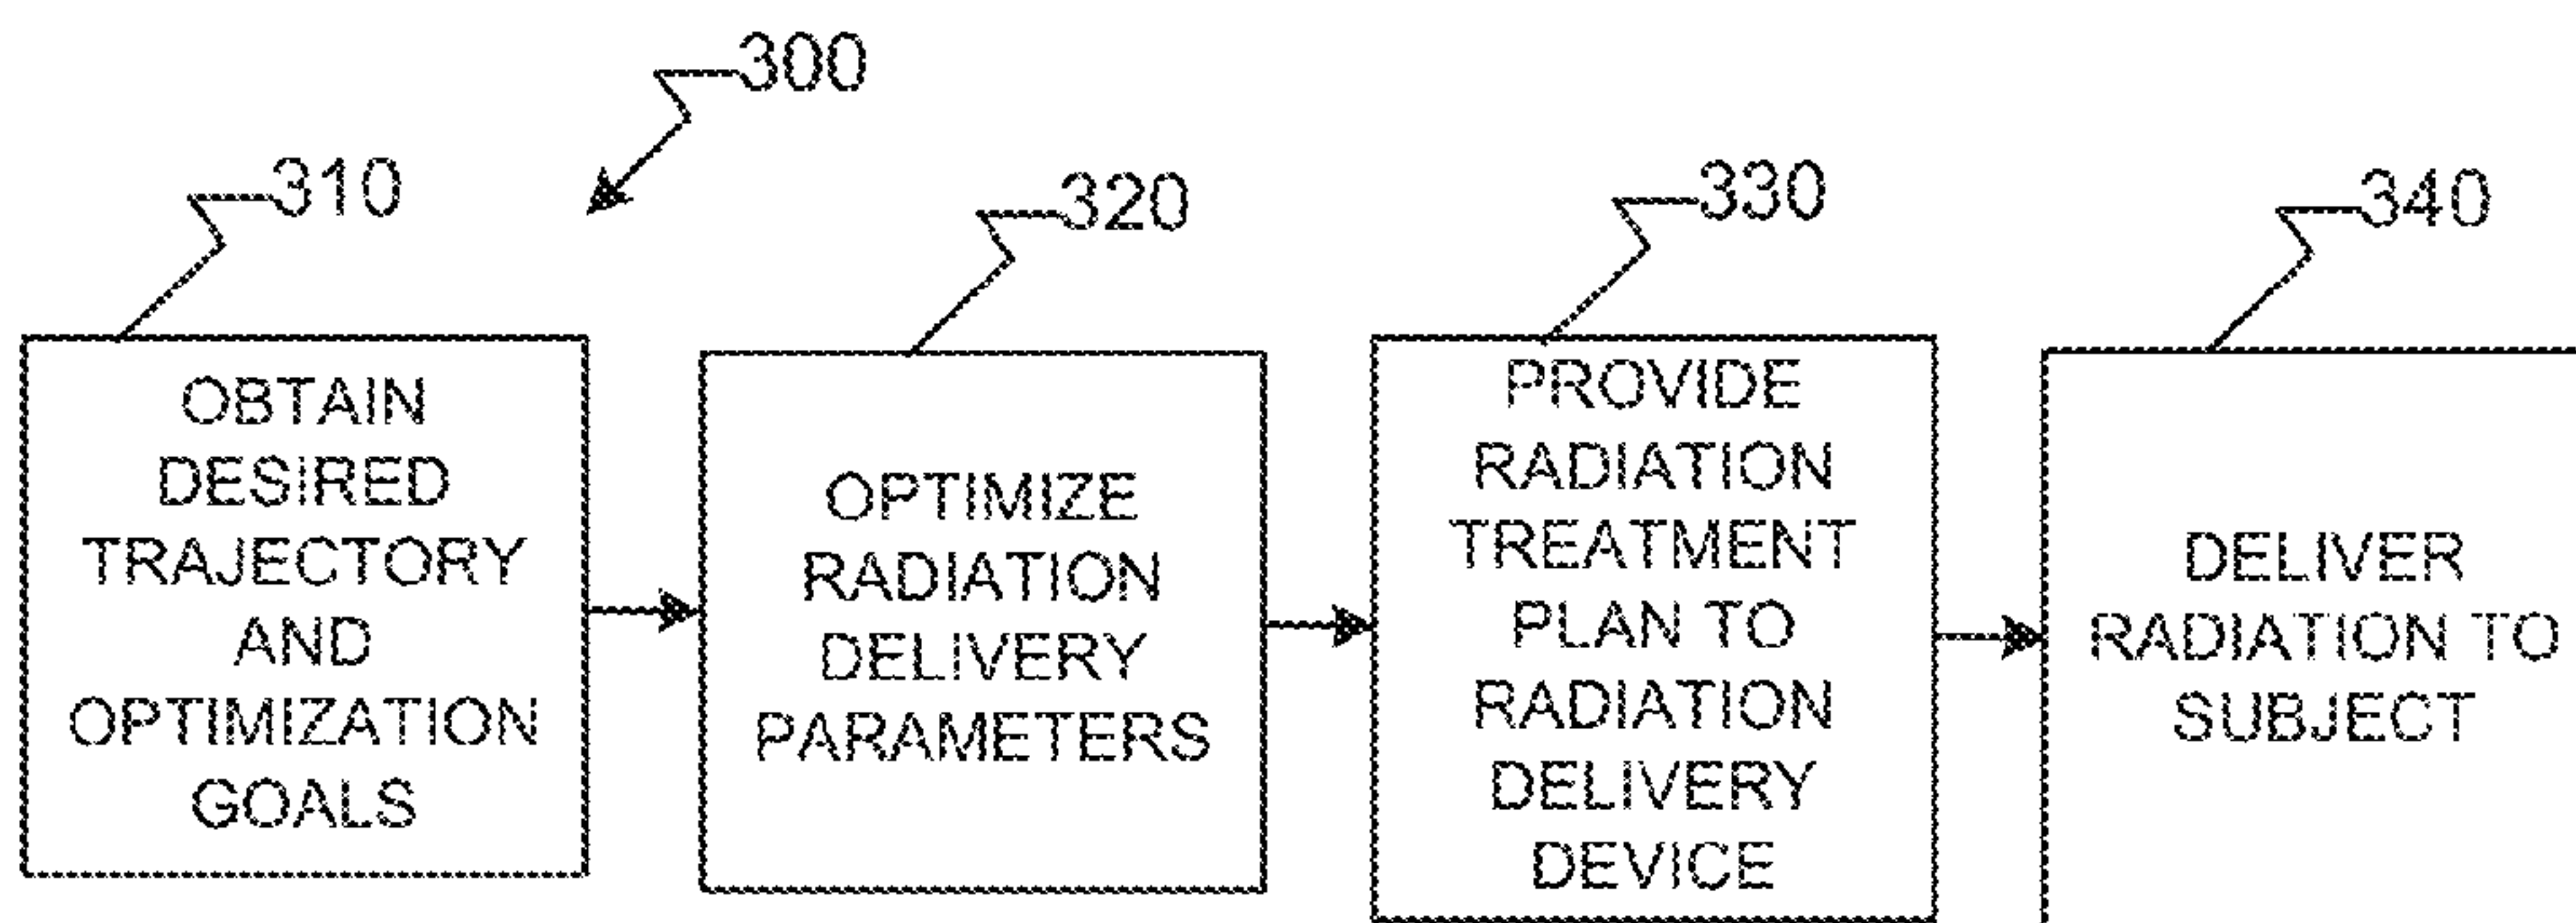 300
310
320
330
340
OBTAIN
DESIRED
TRAJECTORY
AND
OPTIMIZATION
GOALS
OPTIMIZE
RADIATION
DELIVERY
PARAMETERS
PROVIDE
RADIATION
TREATMENT
PLAN TO
RADIATION
DELIVERY
DEVICE
DELIVER
RADIATION TO
SUBJECT